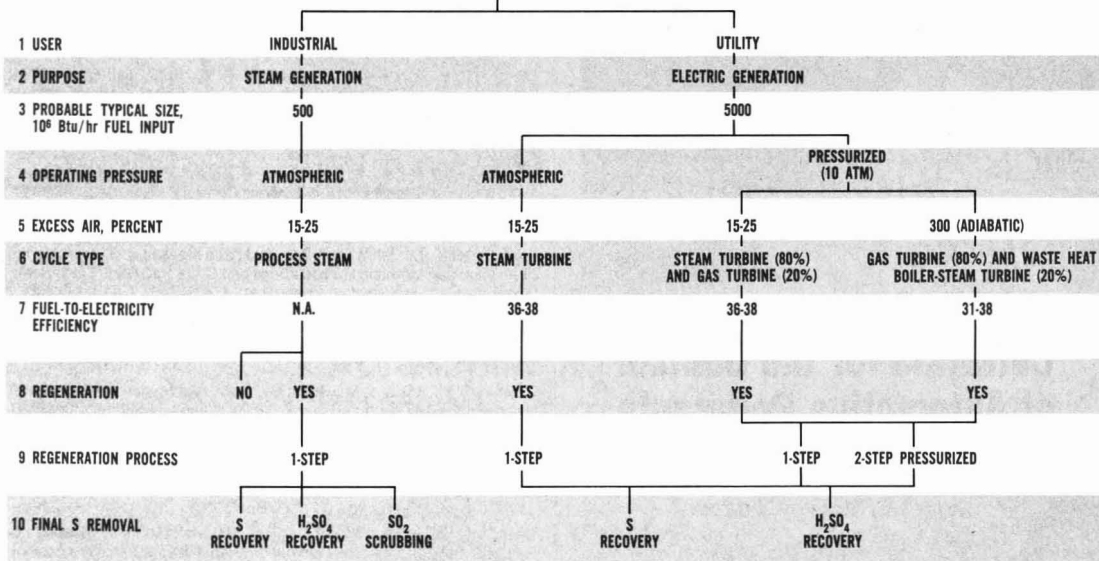 1 USER INDUSTRIAL UTILITY
2 PURPOSE STEAM GENERATION ELECTRIC GENERATION
3 PROBABLE TYPICAL SIZE, 500 5000
10⁶ Btu/hr FUEL INPUT
PRESSURIZED
4 OPERATING PRESSURE ATMOSPHERIC ATMOSPHERIC (10 ATM)
5 EXCESS AIR, PERCENT 15-25 15-25 15-25 300 (ADIABATIC)
6 CYCLE TYPE PROCESS STEAM STEAM TURBINE STEAM TURBINE (80%) GAS TURBINE (80%) AND WASTE HEAT
AND GAS TURBINE (20%) BOILER-STEAM TURBINE (20%)
7 FUEL-TO-ELECTRICITY N.A. 36-38 36-38 31-38
EFFICIENCY
8 REGENERATION NO YES YES YES YES
9 REGENERATION PROCESS 1-STEP 1-STEP 1-STEP 2-STEP PRESSURIZED
10 FINAL S REMOVAL S H₂SO₄ SO₂ S H₂SO₄
RECOVERY RECOVERY SCRUBBING RECOVERY RECOVERY